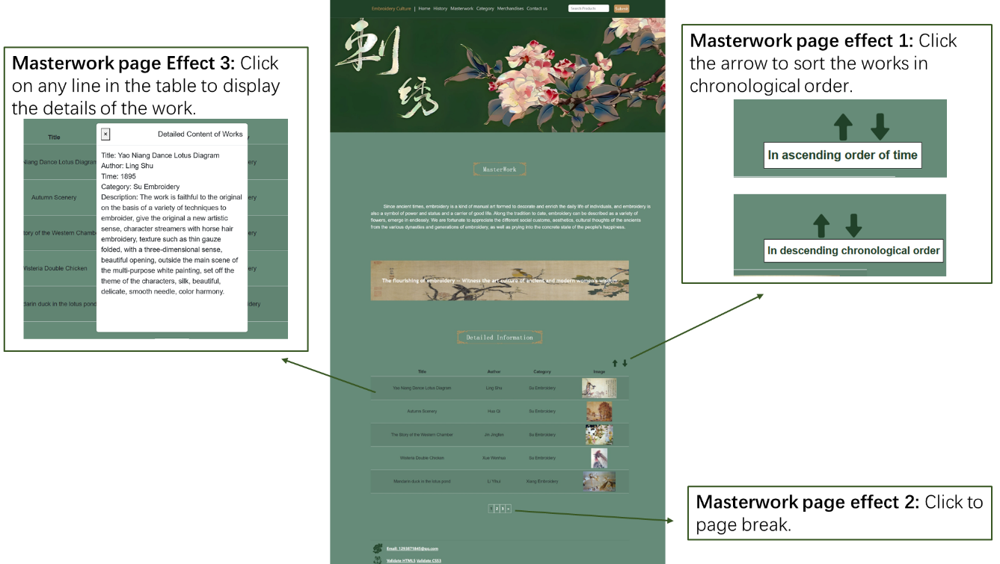 Embroidery Culture | Home History Masterwork Category Merchandises Contact us Search Products Submit
刺
绣
MasterWork
Since ancient times, embroidery is a kind of manual art formed to decorate and enrich the daily life of individuals, and embroidery is
also a symbol of power and status and a carrier of good life. Along the tradition to date, embroidery can be described as a variety of
flowers, emerge in endlessly. We are fortunate to appreciate the different social customs, aesthetics, cultural thoughts of the ancients
from the various dynasties and generations of embroidery, as well as prying into the concrete state of the people's happiness.
The flourishing of embroidery — Witness the art culture of ancient and modern women's wisdom
Detailed Information
Title Author Category Image
Yao Niang Dance Lotus Diagram Ling Shu Su Embroidery
Autumn Scenery Hua Qi Su Embroidery
The Story of the Western Chamber Jin Jingfen Su Embroidery
Wisteria Double Chicken Xue Wenhua Su Embroidery
Mandarin duck in the lotus pond Li Yihui Xiang Embroidery
1 2 3 »
Email: 1293871845@qq.com
Validate HTML5 Validate CSS3
Masterwork page Effect 3: Click
on any line in the table to display
the details of the work.
Title
Niang Dance Lotus Diagram
Autumn Scenery
tory of the Western Chamb
Wisteria Double Chicken
darin duck in the lotus pond
y
ery
ery
ery
ery
idery
×
Detailed Content of Works
Title: Yao Niang Dance Lotus Diagram
Author: Ling Shu
Time: 1895
Category: Su Embroidery
Description: The work is faithful to the original
on the basis of a variety of techniques to
embroider, give the original a new artistic
sense, character streamers with horse hair
embroidery, texture such as thin gauze
folded, with a three-dimensional sense,
beautiful opening, outside the main scene of
the multi-purpose white painting, set off the
theme of the characters, silk, beautiful,
delicate, smooth needle, color harmony.
Masterwork page effect 1: Click
the arrow to sort the works in
chronological order.
In ascending order of time
In descending chronological order
Masterwork page effect 2: Click to
page break.